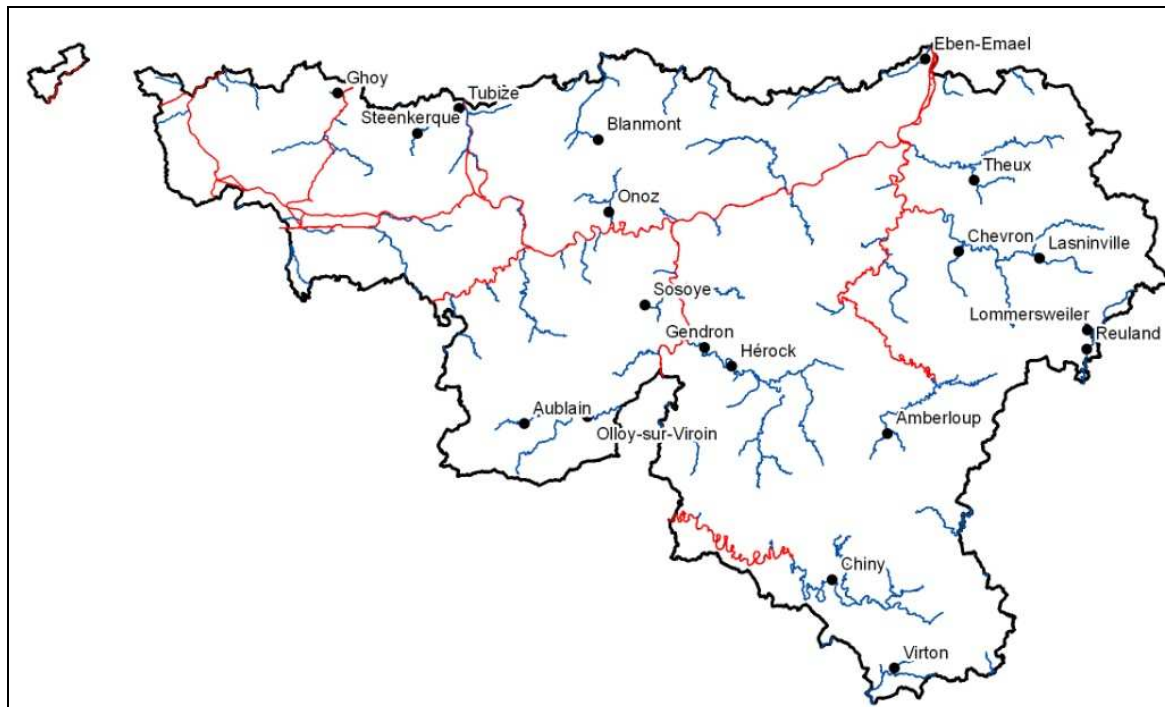 Eben-Emael
Ghoy
Tubize
Steenkerque
Blanmont
Theux
Onoz
Chevron
Lasninville
Sosoye
Lommersweiler
Gendron
Reuland
Hérock
Aublain
Amberloup
Olloy-sur-Viroin
Chiny
Virton